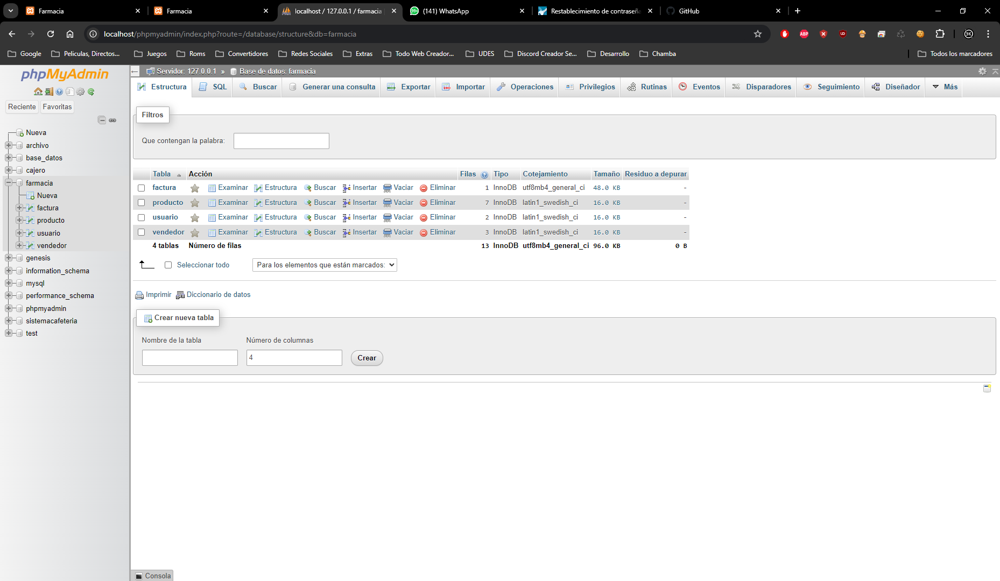 Farmacia
Farmacia
localhost / 127.0.0.1 / farmacia
(141) WhatsApp
Restablecimiento de contraseña
GitHub
localhost/phpmyadmin/index.php?route=/database/structure&db=farmacia
Google
Peliculas, Directos...
Juegos
Roms
Convertidores
Redes Sociales
Extras
Todo Web Creador...
UDES
Discord Creador Se...
Desarrollo
Chamba
Todos los marcadores
phpMyAdmin
Reciente
Favoritas
Nueva
archivo
base_datos
cajero
farmacia
Nueva
factura
producto
usuario
vendedor
genesis
information_schema
mysql
performance_schema
phpmyadmin
sistemacafeteria
test
Servidor: 127.0.0.1 » Base de datos: farmacia
Estructura SQL Buscar Generar una consulta Exportar Importar Operaciones Privilegios Rutinas Eventos Disparadores Seguimiento Diseñador Más
Filtros
Que contengan la palabra:
Tabla Acción Filas Tipo Cotejamiento Tamaño Residuo a depurar
factura Examinar Estructura Buscar Insertar Vaciar Eliminar 1 InnoDB utf8mb4_general_ci 48.0 KB -
producto Examinar Estructura Buscar Insertar Vaciar Eliminar 7 InnoDB latin1_swedish_ci 16.0 KB -
usuario Examinar Estructura Buscar Insertar Vaciar Eliminar 2 InnoDB latin1_swedish_ci 16.0 KB -
vendedor Examinar Estructura Buscar Insertar Vaciar Eliminar 3 InnoDB latin1_swedish_ci 16.0 KB -
4 tablas Número de filas 13 InnoDB utf8mb4_general_ci 96.0 KB 0 B
Seleccionar todo
Para los elementos que están marcados:
Imprimir Diccionario de datos
Crear nueva tabla
Nombre de la tabla
Número de columnas
4
Crear
Consola